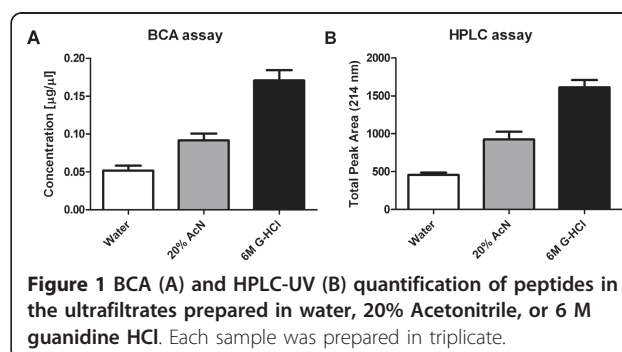 A
BCA assay
Concentration [µg/µl]
0.20
0.15
0.10
0.05
0.00
Water
20% AcN
6M G-HCl
B
HPLC assay
Total Peak Area (214 nm)
2000
1500
1000
500
0
Water
20% AcN
6M G-HCl
Figure 1 BCA (A) and HPLC-UV (B) quantification of peptides in
the ultrafiltrates prepared in water, 20% Acetonitrile, or 6 M
guanidine HCl. Each sample was prepared in triplicate.